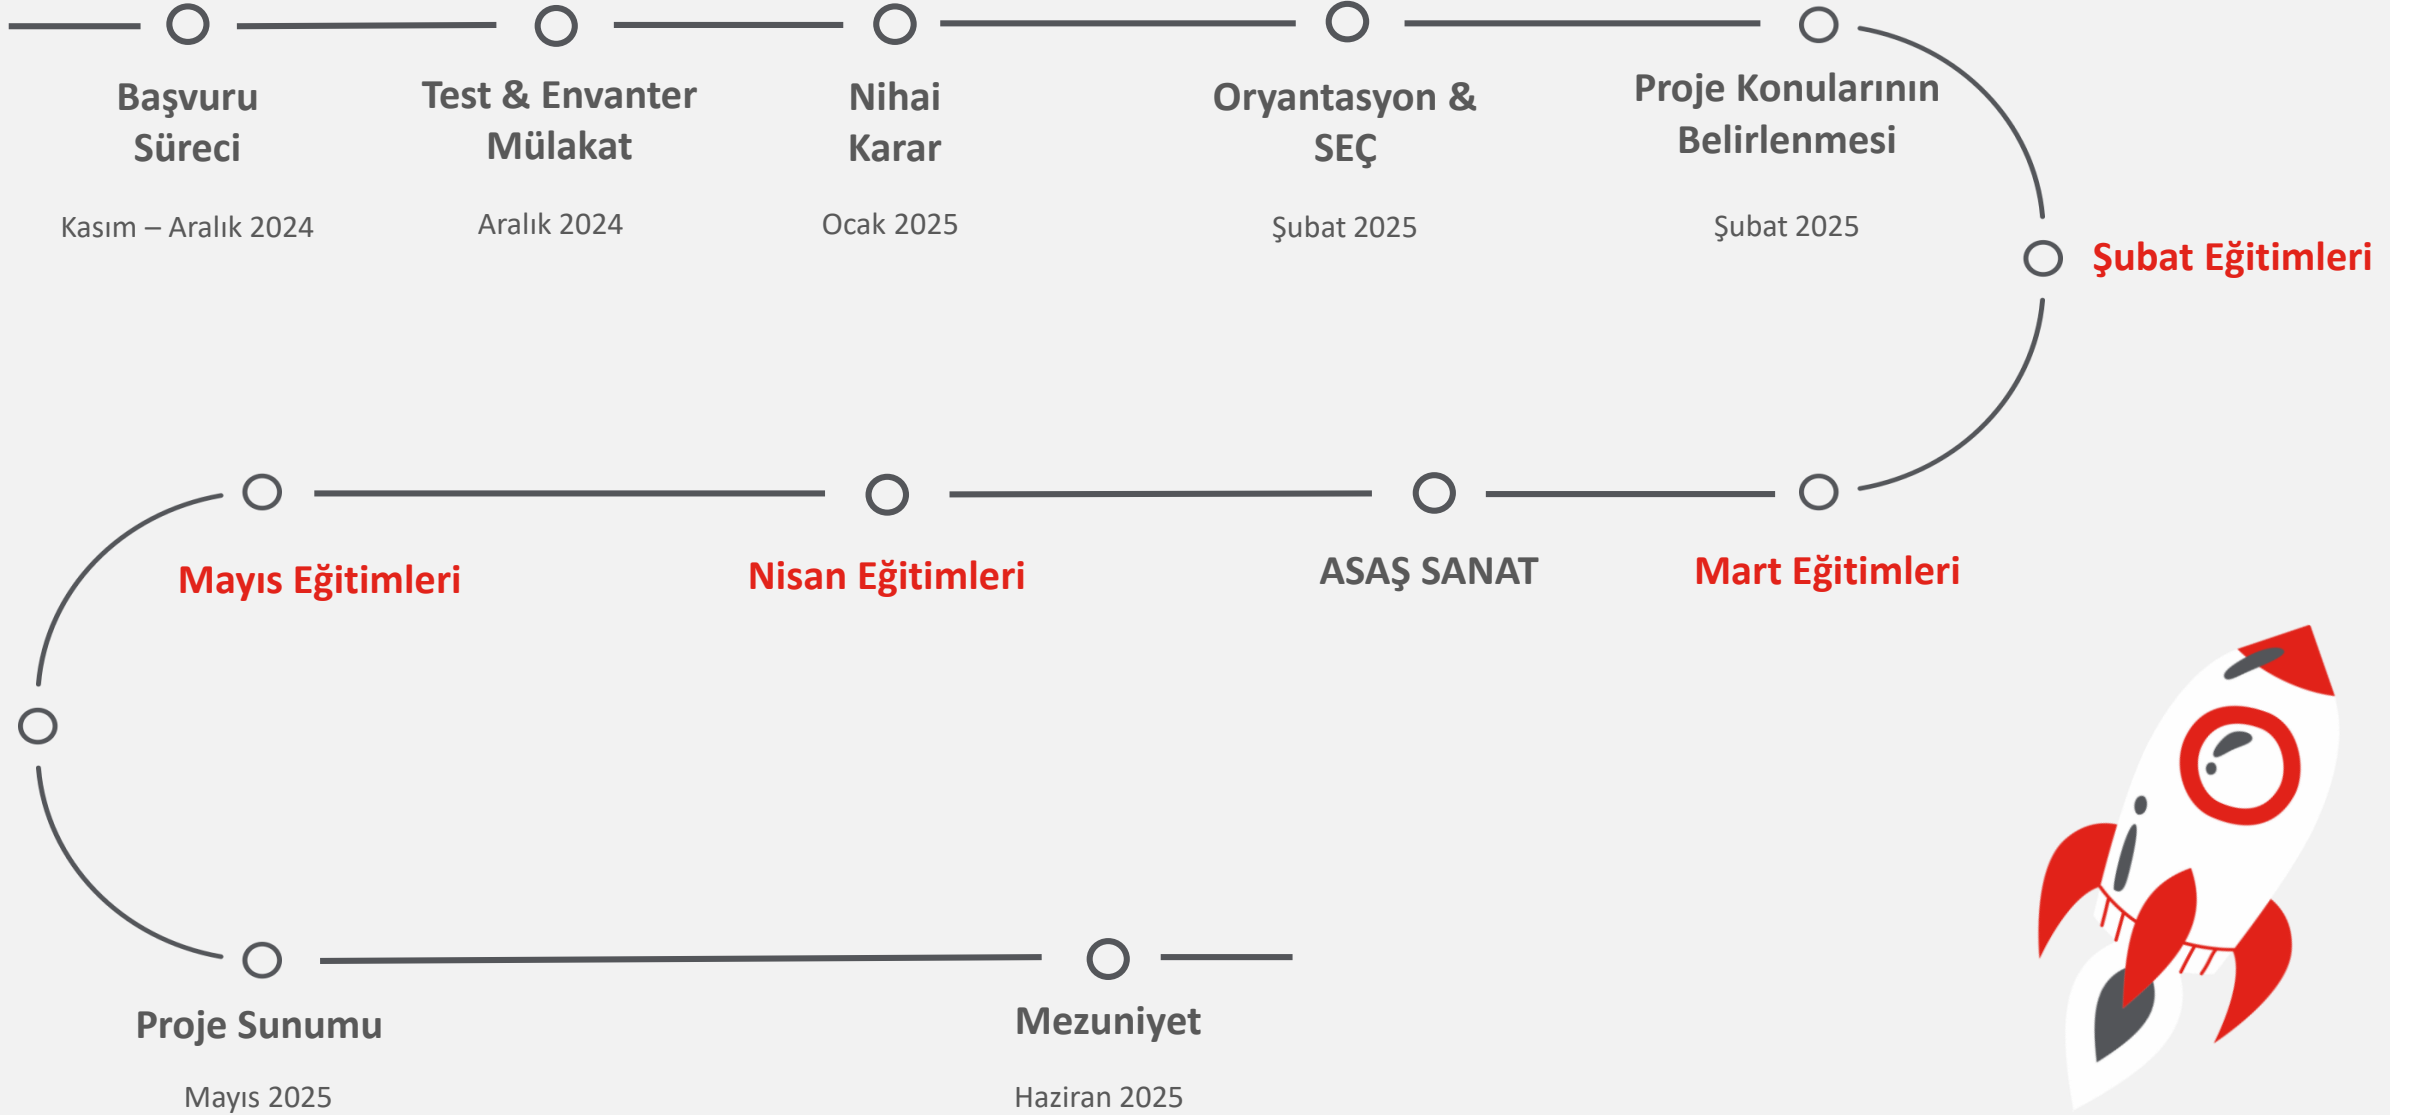 Başvuru
Süreci
Kasım – Aralık 2024
Test & Envanter
Mülakat
Aralık 2024
Nihai
Karar
Ocak 2025
Oryantasyon &
SEÇ
Şubat 2025
Proje Konularının
Belirlenmesi
Şubat 2025
Şubat Eğitimleri
Mart Eğitimleri
ASAŞ SANAT
Nisan Eğitimleri
Mayıs Eğitimleri
Proje Sunumu
Mayıs 2025
Mezuniyet
Haziran 2025